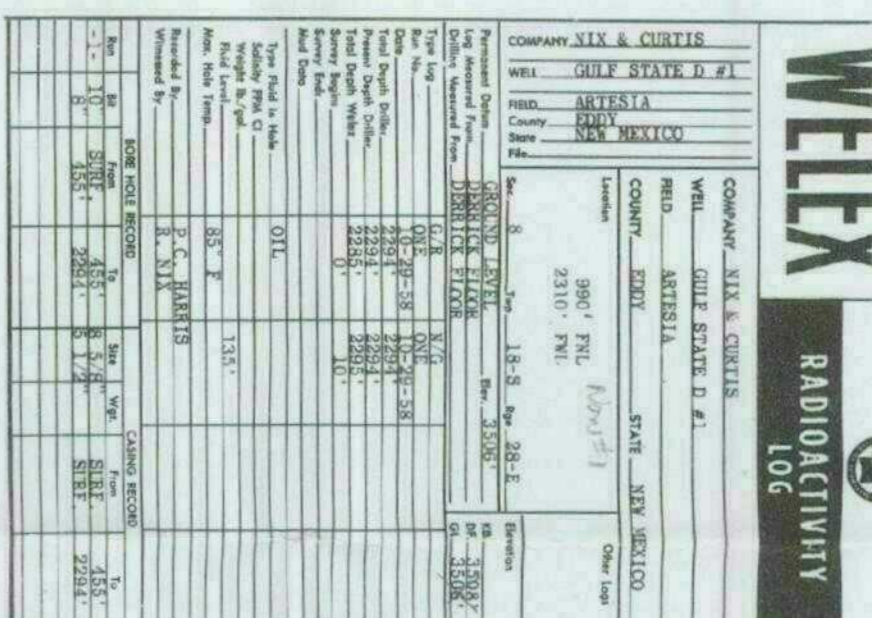 WELEX
RADIOACTIVITY
LOG
COMPANY NIX & CURTIS
WELL GULF STATE D #1
FIELD ARTESIA
County EDDY
State NEW MEXICO
File
COMPANY NIX & CURTIS
WELL GULF STATE D #1
FIELD ARTESIA
COUNTY EDDY STATE NEW MEXICO
Location Other Logs
990' FNL
2310' FWL
Now #1
Sec. 8 Twp. 18-S Rge 28-E
Permanent Datum GROUND LEVEL Elev. 3506'
Log Measured From DERRICK FLOOR
Drilling Measured From DERRICK FLOOR
Elevation
KB
DF 3508'
GL 3506'
Type Log G/R N/G
Run No. ONE ONE
Date 10-29-58 10-29-58
Total Depth Driller 2294' 2294'
Present Depth Driller 2294' 2294'
Total Depth Welex 2285' 2295'
Survey Begins 0' 10'
Survey Ends
Mud Data
Type Fluid in Hole OIL
Salinity PPM Cl
Weight lb./gal.
Fluid Level 135'
Max. Hole Temp. 85° F
Recorded By P.C. HARRIS
Witnessed By R. NIX
BORE HOLE RECORD CASING RECORD
Run Bit From To Size Wgt. From To
-1- 10" SURF. 455' 8 5/8" SURF. 455'
8" 455' 2294' 5 1/2" SURF. 2294'